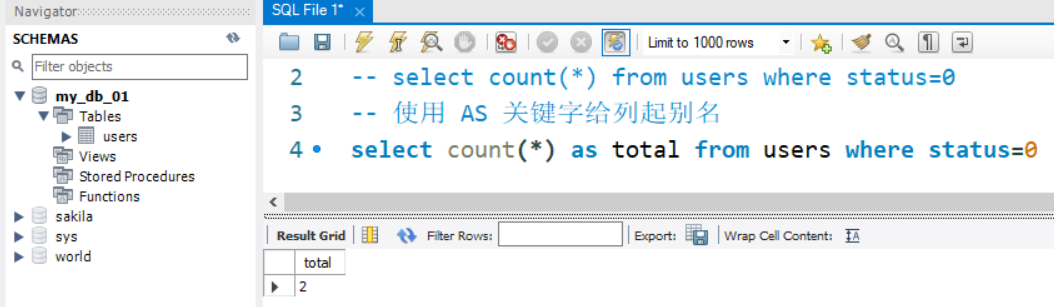 Navigator
SCHEMAS
Filter objects
my_db_01
Tables
users
Views
Stored Procedures
Functions
sakila
sys
world
SQL File 1*
Limit to 1000 rows
2 -- select count(*) from users where status=0
3 -- 使用 AS 关键字给列起别名
4 select count(*) as total from users where status=0
Result Grid Filter Rows: Export: Wrap Cell Content: IA
total
2